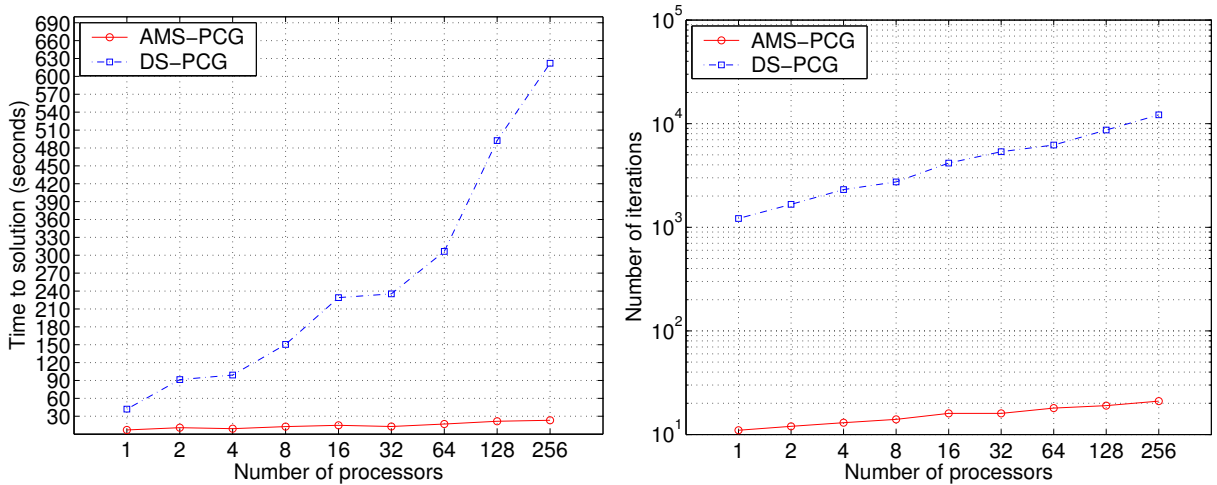 690
660
630
600
570
540
510
480
450
420
390
360
330
300
270
240
210
180
150
120
90
60
30
Time to solution (seconds)
AMS−PCG
DS−PCG
1 2 4 8 16 32 64 128 256
Number of processors
10^5
10^4
10^3
10^2
10^1
Number of iterations
AMS−PCG
DS−PCG
1 2 4 8 16 32 64 128 256
Number of processors